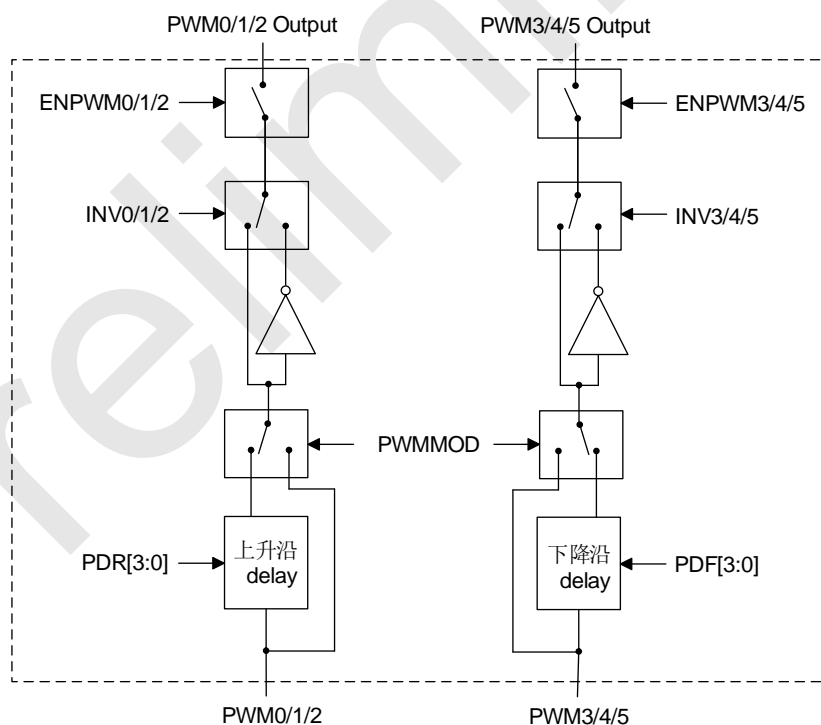 PWM0/1/2 Output
PWM3/4/5 Output
ENPWM0/1/2
ENPWM3/4/5
INV0/1/2
INV3/4/5
PWMMOD
PDR[3:0]
上升沿
delay
下降沿
delay
PDF[3:0]
PWM0/1/2
PWM3/4/5
relimi